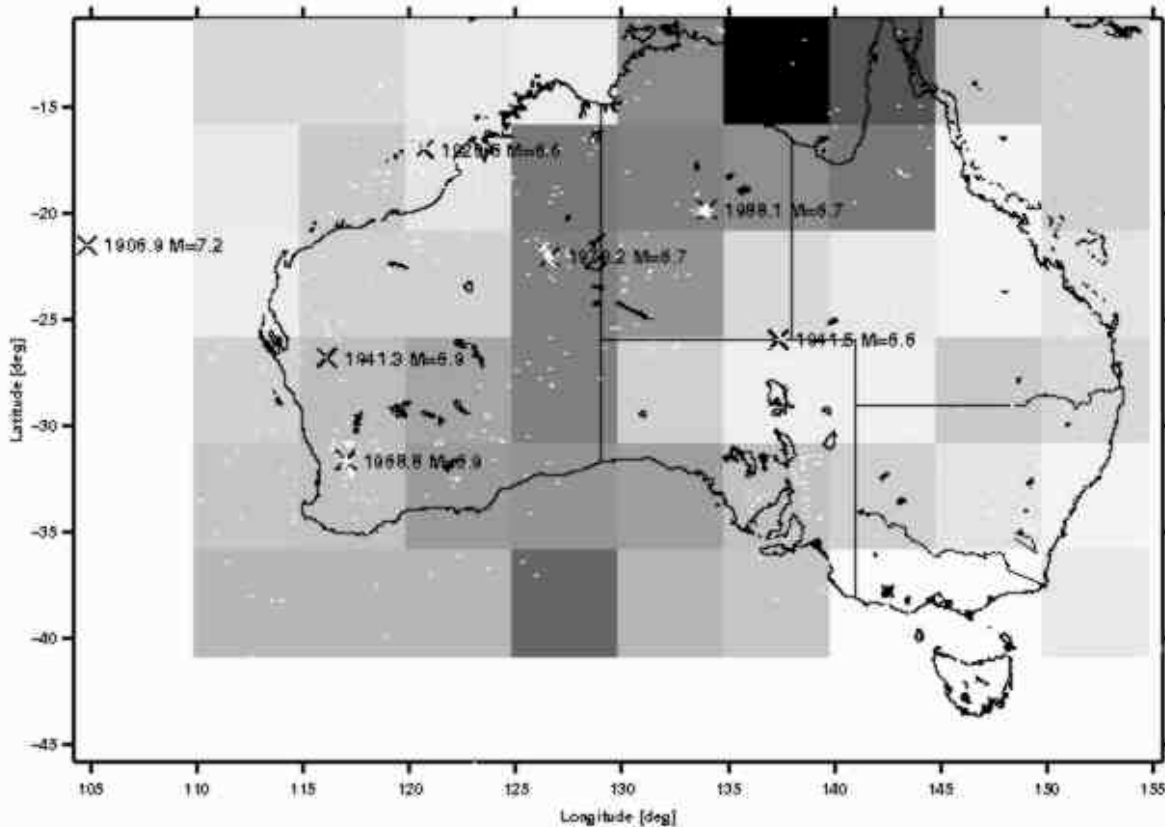 -15
M=6.6
-20
1988.1 M=6.7
1906.9 M=7.2
M=6.7
-25
1941.5 M=6.6
1941.3 M=6.9
-30
1968.8 M=6.9
-35
-40
-45
Latitude [deg]
105 110 115 120 125 130 135 140 145 150 155
Longitude [deg]